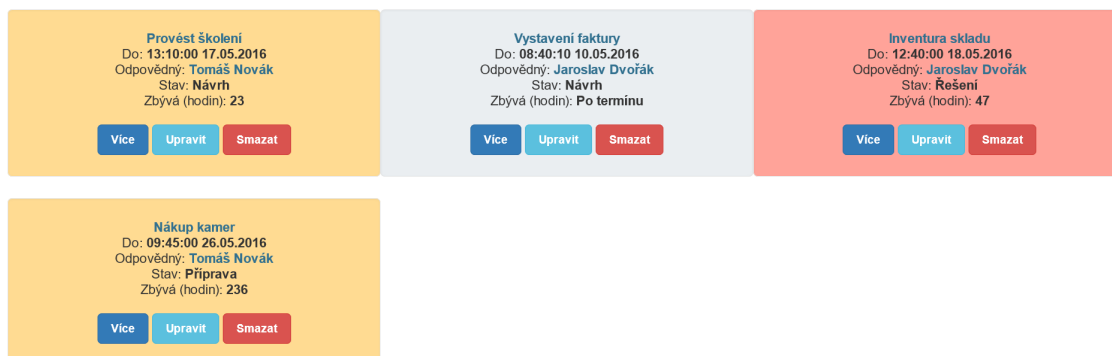 Provést školení
Do: 13:10:00 17.05.2016
Odpovědný: Tomáš Novák
Stav: Návrh
Zbývá (hodin): 23
Více Upravit Smazat
Vystavení faktury
Do: 08:40:10 10.05.2016
Odpovědný: Jaroslav Dvořák
Stav: Návrh
Zbývá (hodin): Po termínu
Více Upravit Smazat
Inventura skladu
Do: 12:40:00 18.05.2016
Odpovědný: Jaroslav Dvořák
Stav: Řešení
Zbývá (hodin): 47
Více Upravit Smazat
Nákup kamer
Do: 09:45:00 26.05.2016
Odpovědný: Tomáš Novák
Stav: Příprava
Zbývá (hodin): 236
Více Upravit Smazat